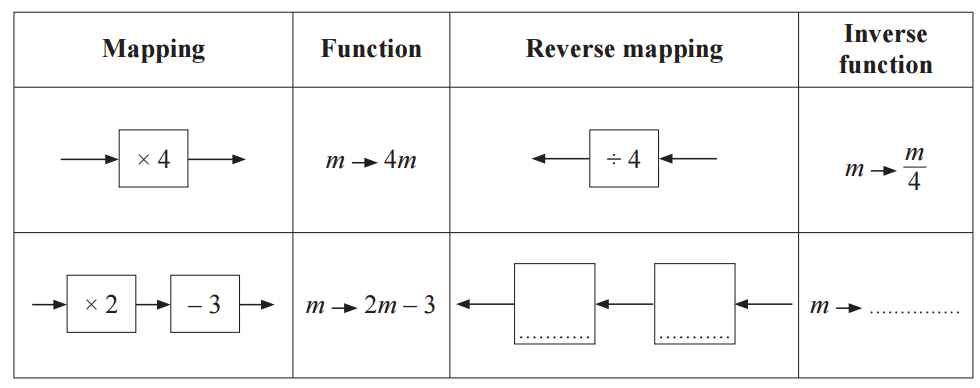 Mapping Function Reverse mapping Inverse function
× 4 m → 4m ÷ 4 m → m/4
× 2 − 3 m → 2m − 3 ........... ........... m → ...............